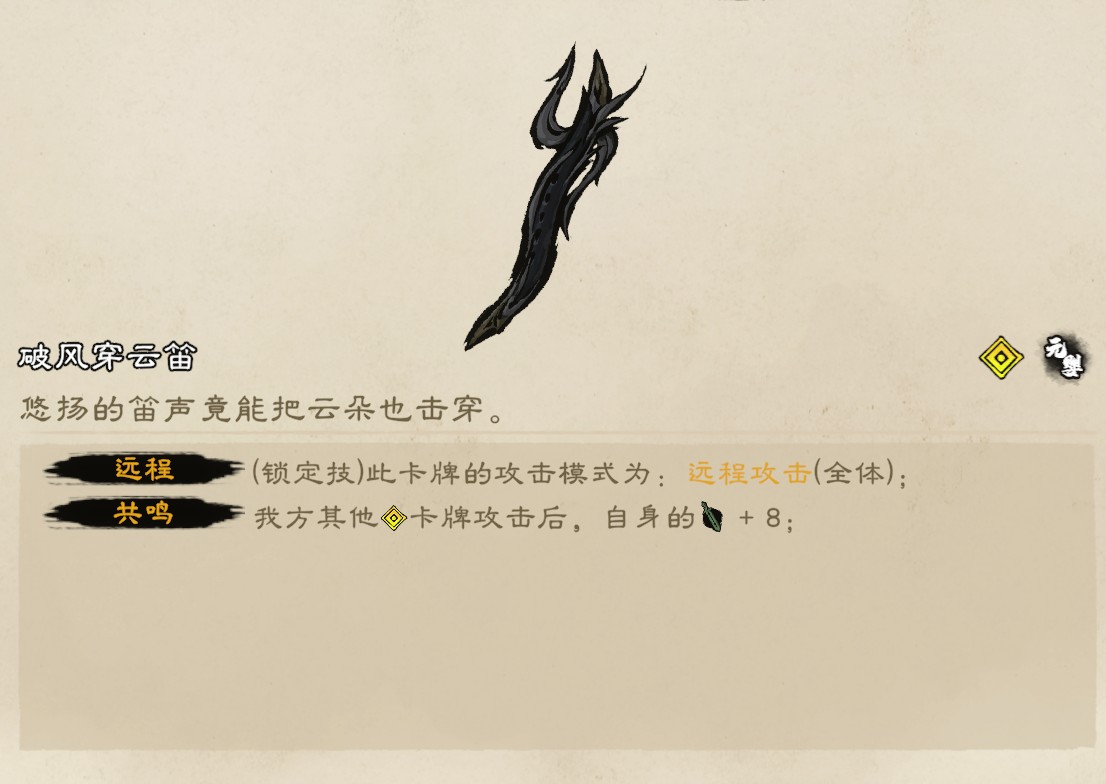 破风穿云笛
元婴
悠扬的笛声竟能把云朵也击穿。
远程 (锁定技)此卡牌的攻击模式为：远程攻击(全体)；
共鸣 我方其他卡牌攻击后，自身的 + 8；